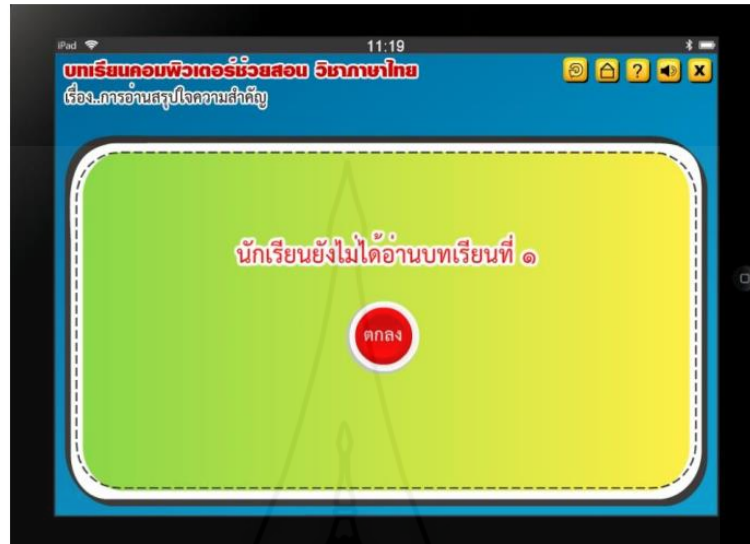 iPad 11:19
บทเรียนคอมพิวเตอร์ช่วยสอน วิชาภาษาไทย
? X
เรื่อง..การอ่านสรุปใจความสำคัญ
นักเรียนยังไม่ได้อ่านบทเรียนที่ ๑
ตกลง